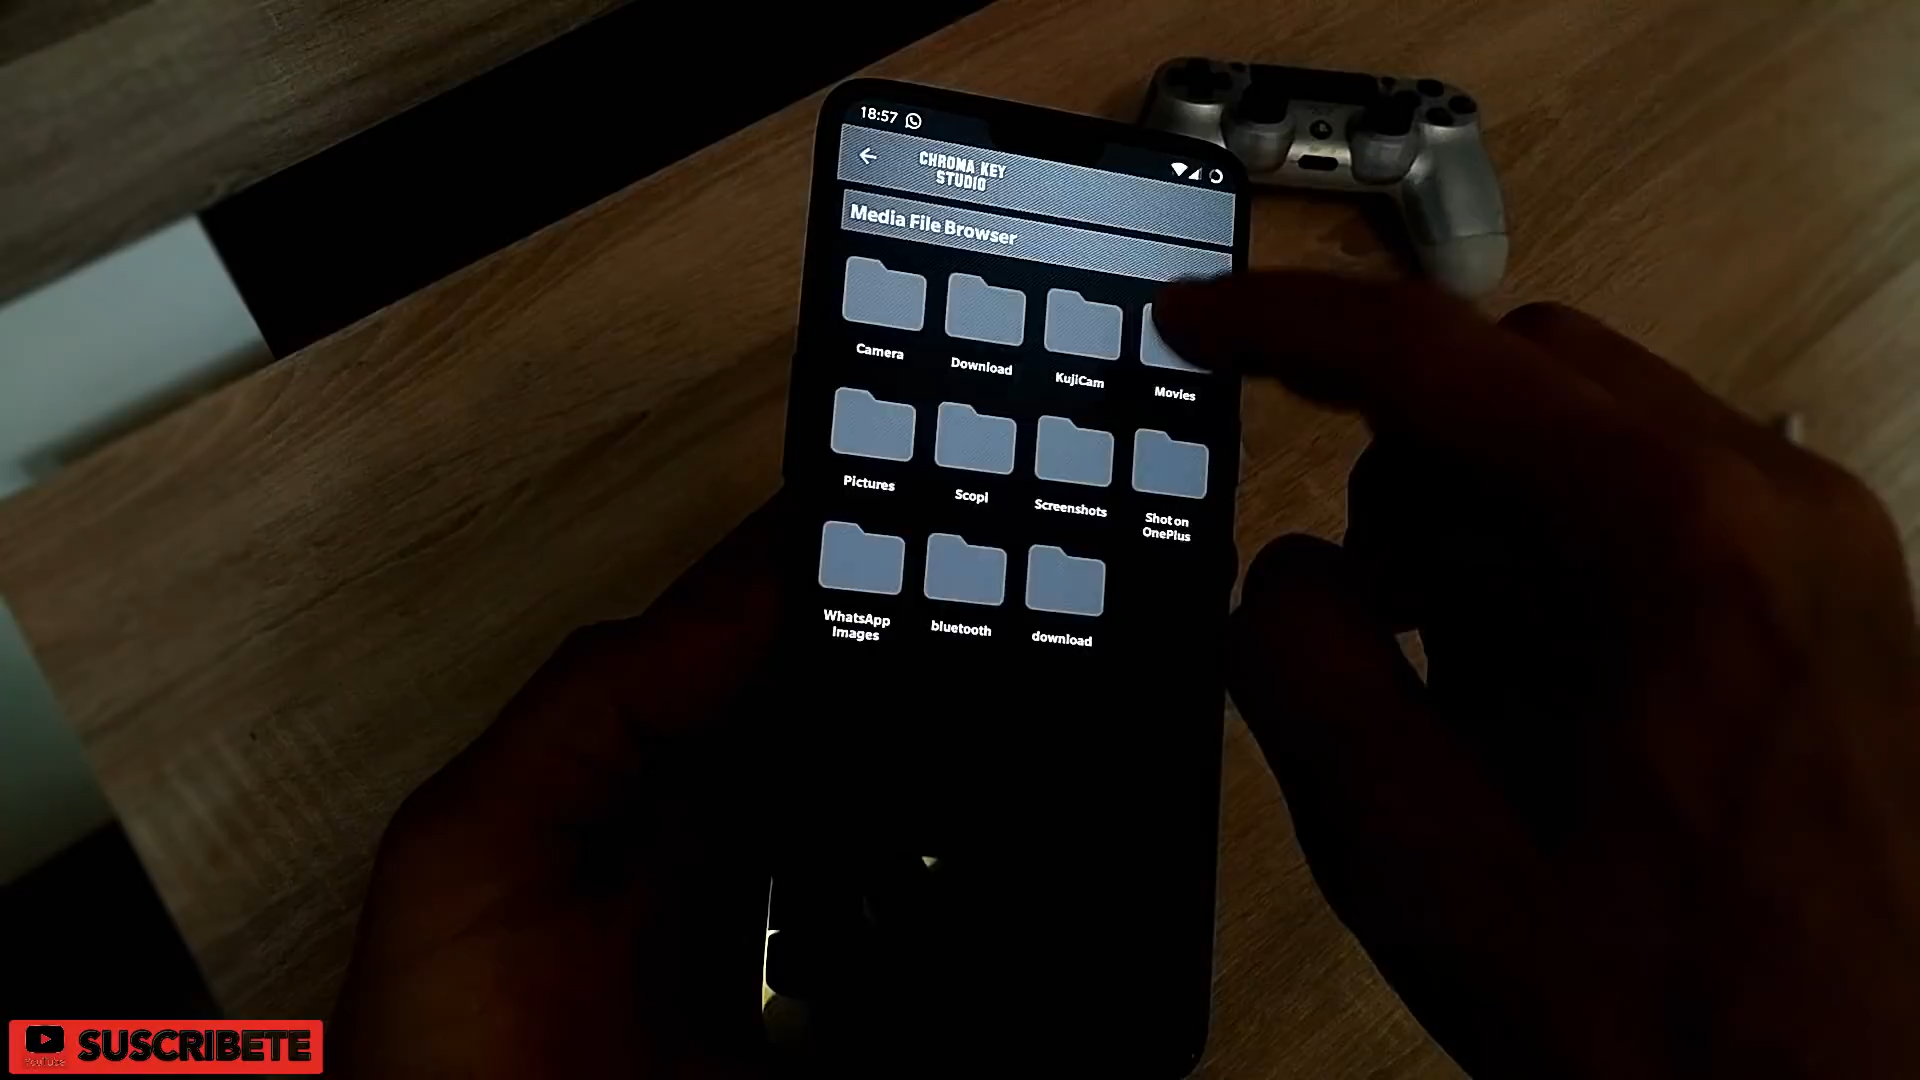 18:57
CHROMA KEY
STUDIO
Media File Browser
Camera
Download
KujiCam
Movies
Pictures
Scopl
Screenshots
Shot on
OnePlus
WhatsApp
Images
bluetooth
download
YouTube
SUSCRIBETE